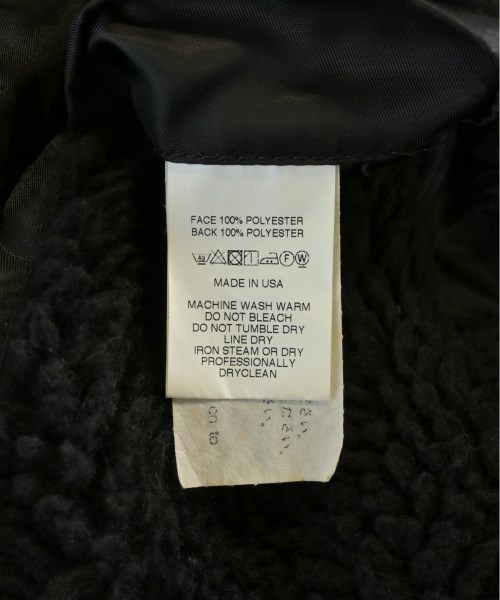 FACE 100% POLYESTER
BACK 100% POLYESTER
F W
MADE IN USA
MACHINE WASH WARM
DO NOT BLEACH
DO NOT TUMBLE DRY
LINE DRY
IRON STEAM OR DRY
PROFESSIONALLY
DRYCLEAN